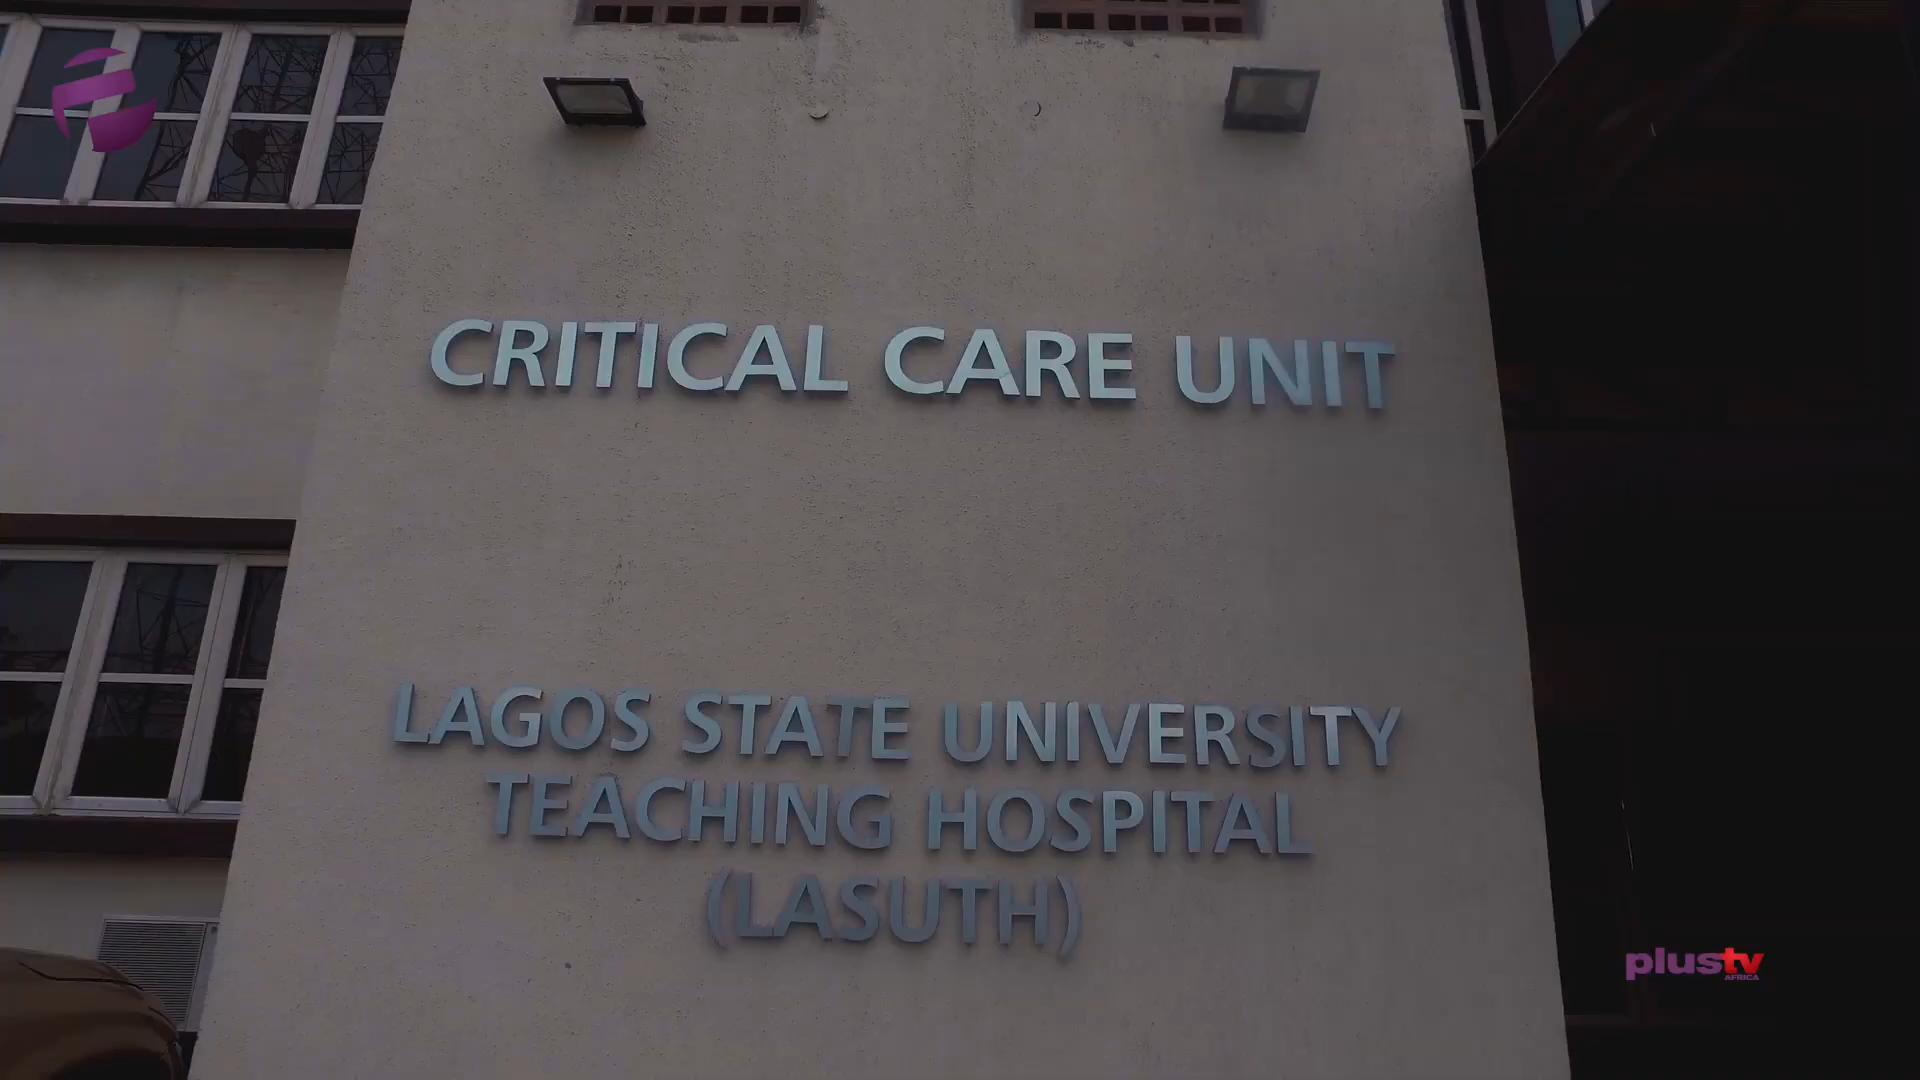 CRITICAL CARE UNIT
LAGOS STATE UNIVERSITY
TEACHING HOSPITAL
(LASUTH)
plustv
AFRICA